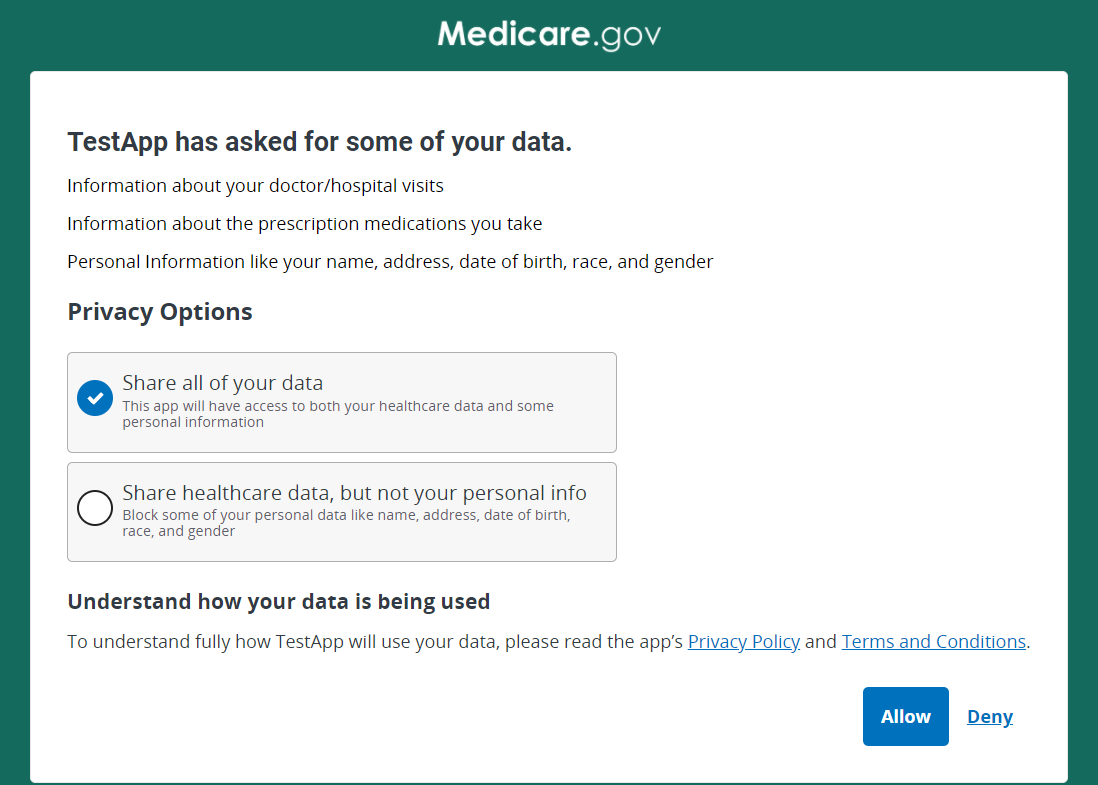 Medicare.gov
TestApp has asked for some of your data.
Information about your doctor/hospital visits
Information about the prescription medications you take
Personal Information like your name, address, date of birth, race, and gender
Privacy Options
Share all of your data
This app will have access to both your healthcare data and some
personal information
Share healthcare data, but not your personal info
Block some of your personal data like name, address, date of birth,
race, and gender
Understand how your data is being used
To understand fully how TestApp will use your data, please read the app’s Privacy Policy and Terms and Conditions.
Allow Deny